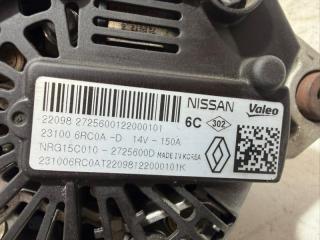 NISSAN Valeo
22098 2725600122000101
6C 302
23100 6RC0A -D 14V - 150A
NRG15C010 - 2725600D MADE IN KOREA
231006RC0AT22098122000101K